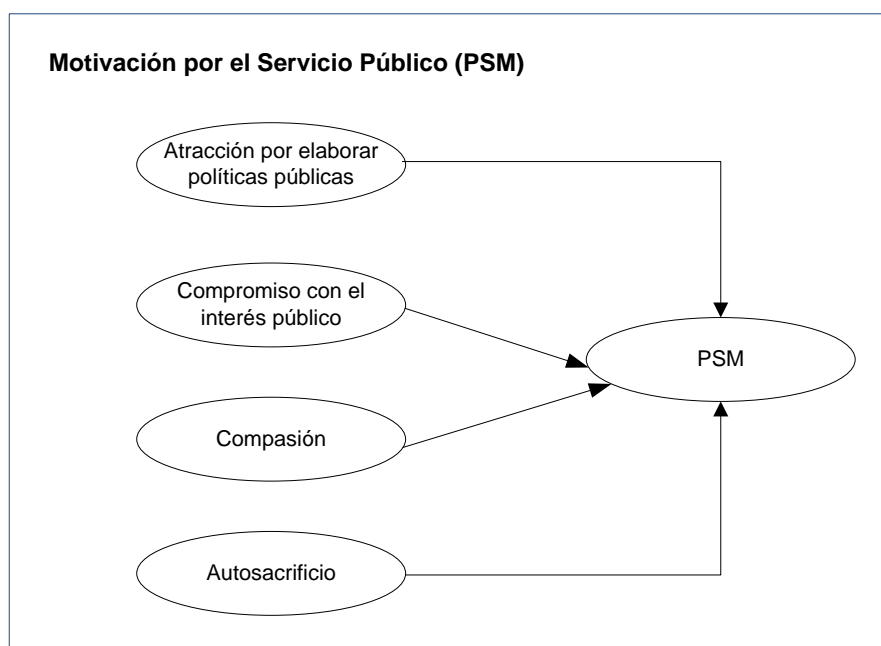 Motivación por el Servicio Público (PSM)
Atracción por elaborar
políticas públicas
Compromiso con el
interés público
PSM
Compasión
Autosacrificio